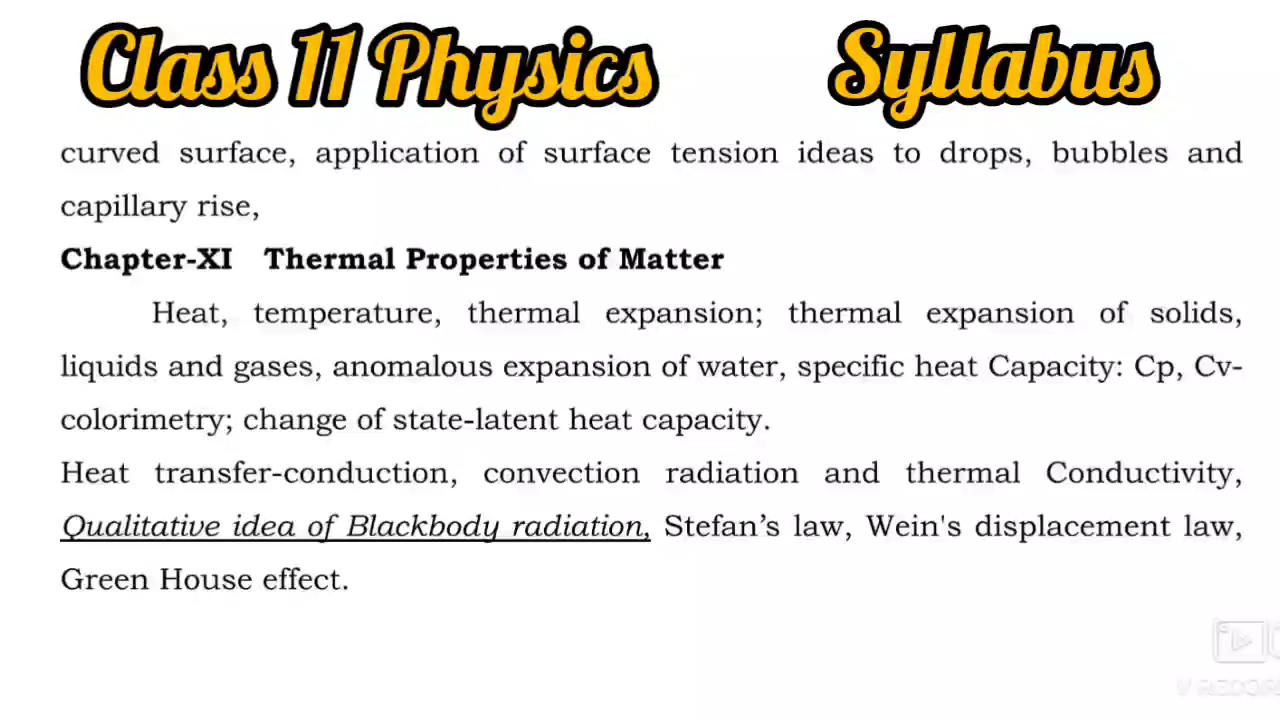 Class 11 Physics Syllabus
curved surface, application of surface tension ideas to drops, bubbles and
capillary rise,
Chapter-XI Thermal Properties of Matter
Heat, temperature, thermal expansion; thermal expansion of solids,
liquids and gases, anomalous expansion of water, specific heat Capacity: Cp, Cv-
colorimetry; change of state-latent heat capacity.
Heat transfer-conduction, convection radiation and thermal Conductivity,
Qualitative idea of Blackbody radiation, Stefan’s law, Wein's displacement law,
Green House effect.